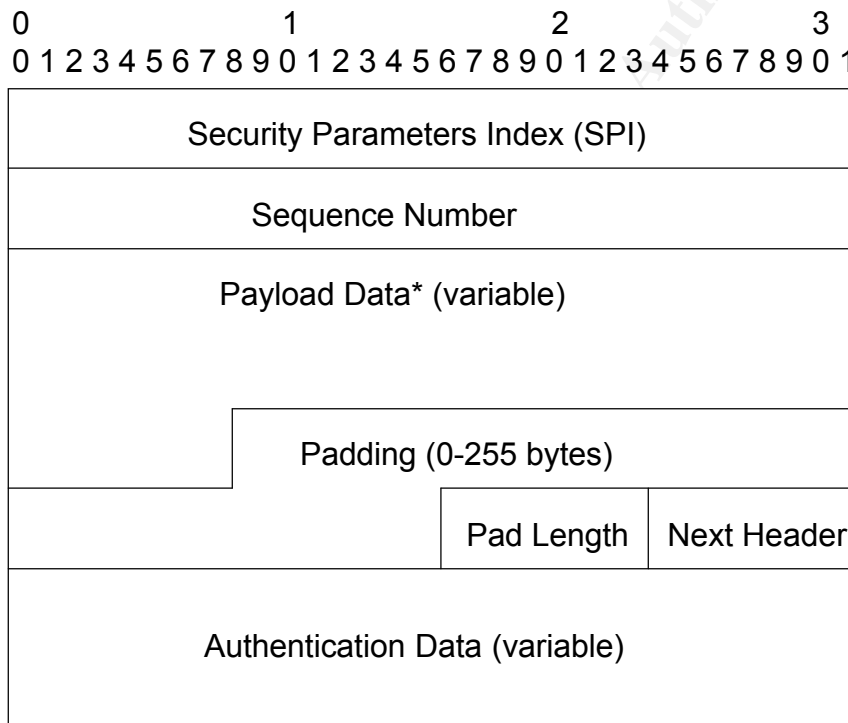 0 1 2 3
0 1 2 3 4 5 6 7 8 9 0 1 2 3 4 5 6 7 8 9 0 1 2 3 4 5 6 7 8 9 0 1
Security Parameters Index (SPI)
Sequence Number
Payload Data* (variable)
Padding (0-255 bytes)
Pad Length Next Header
Authentication Data (variable)